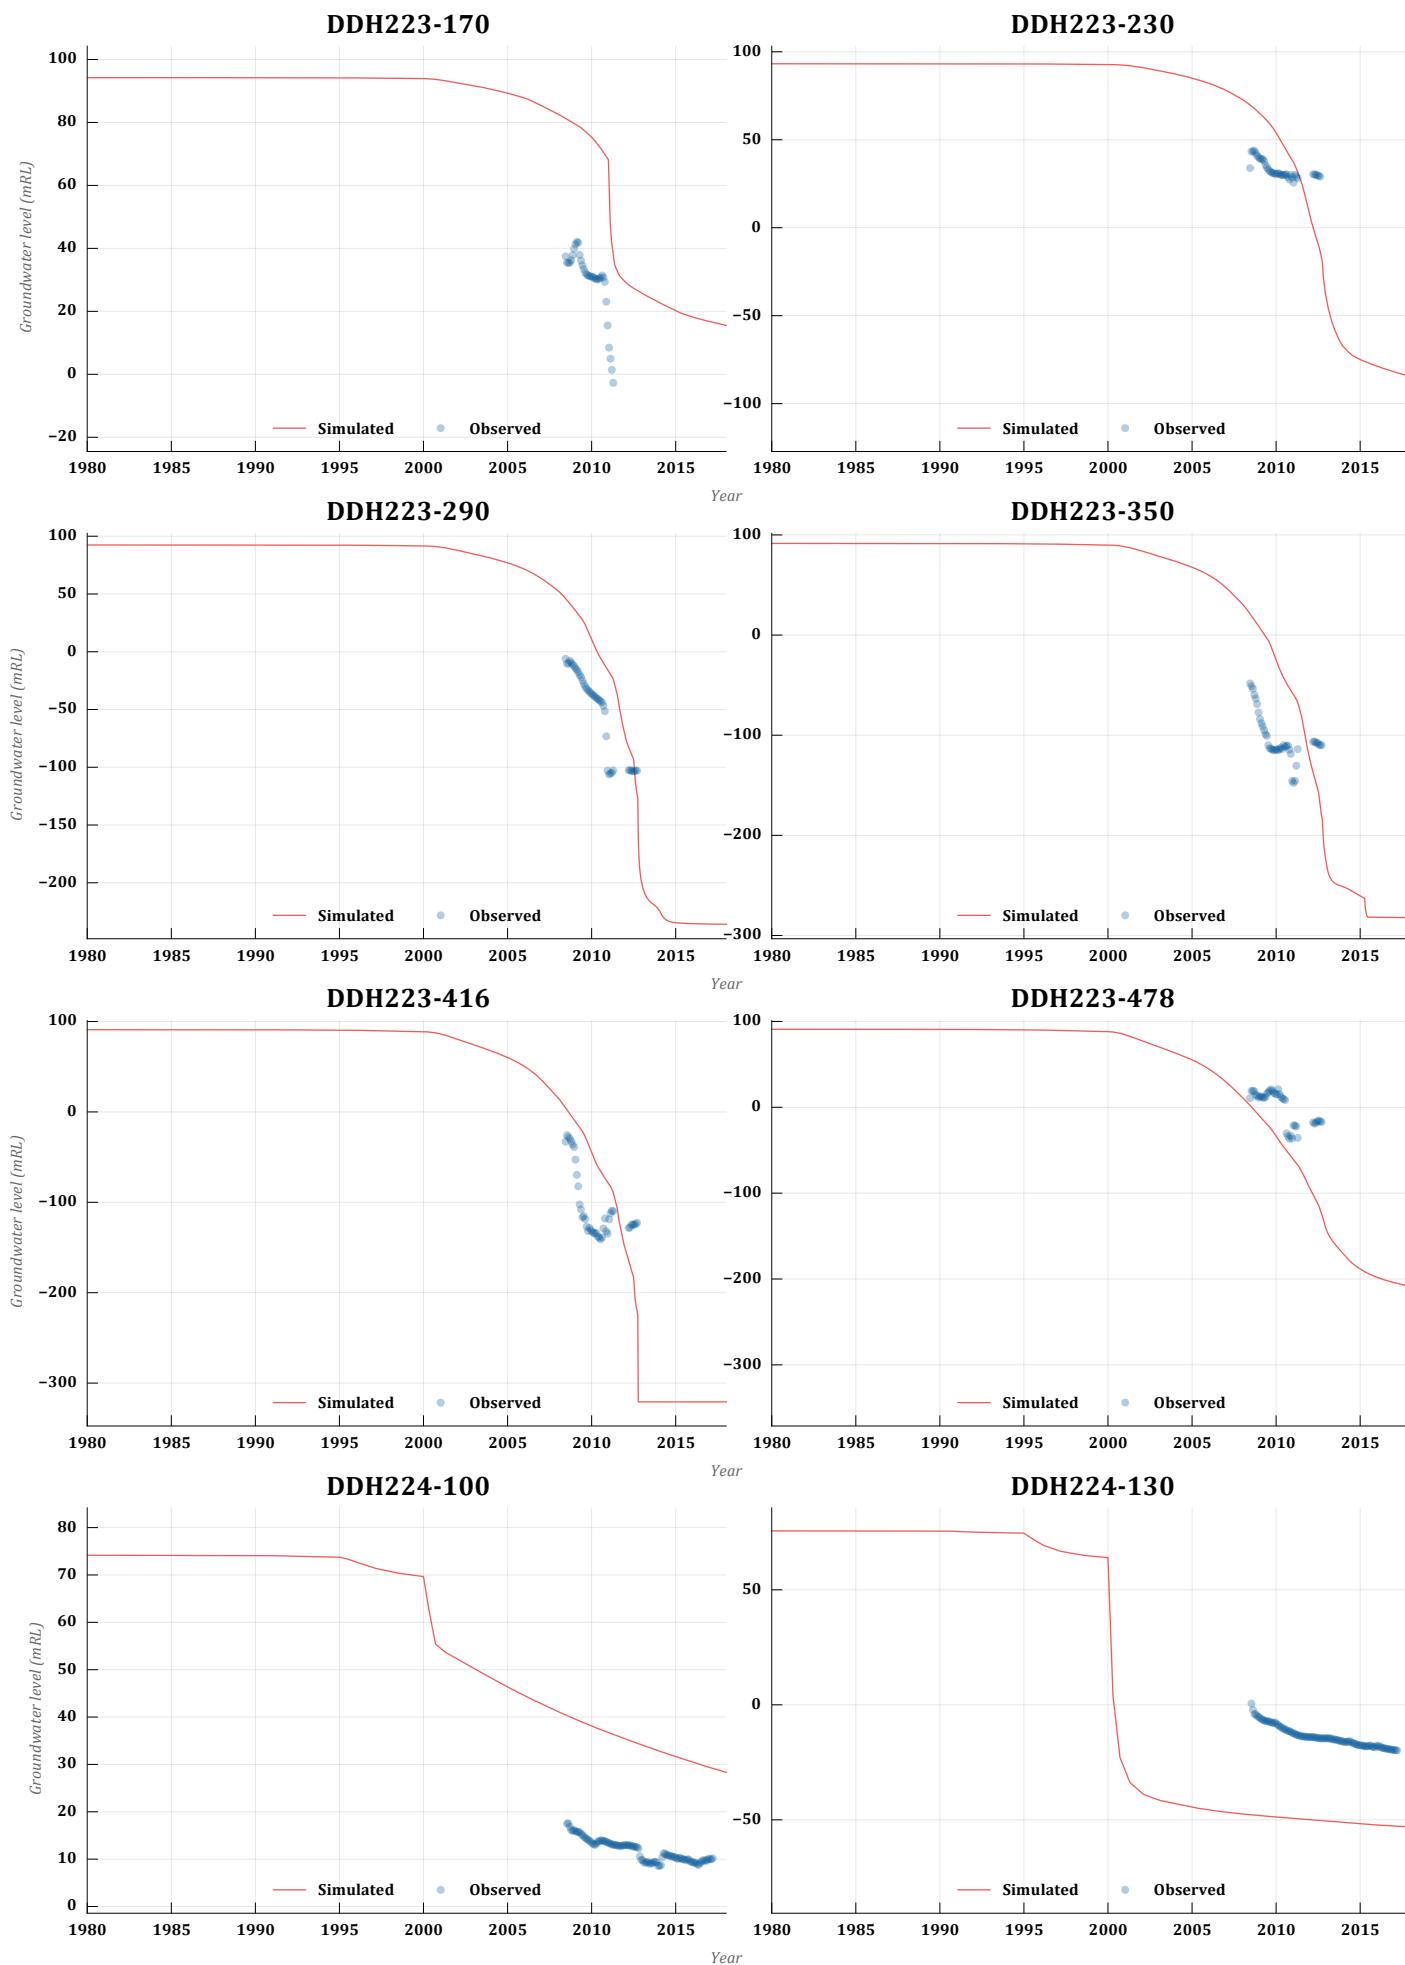 DDH223-170 DDH223-230
100
80
60
40
20
0
−20
Groundwater level (mRL)
Simulated Observed
1980 1985 1990 1995 2000 2005 2010 2015
100
50
0
−50
−100
Simulated Observed
1980 1985 1990 1995 2000 2005 2010 2015
Year
DDH223-290 DDH223-350
100
50
0
−50
−100
−150
−200
Groundwater level (mRL)
Simulated Observed
1980 1985 1990 1995 2000 2005 2010 2015
100
0
−100
−200
−300
Simulated Observed
1980 1985 1990 1995 2000 2005 2010 2015
Year
DDH223-416 DDH223-478
100
0
−100
−200
−300
Groundwater level (mRL)
Simulated Observed
1980 1985 1990 1995 2000 2005 2010 2015
100
0
−100
−200
−300
Simulated Observed
1980 1985 1990 1995 2000 2005 2010 2015
Year
DDH224-100 DDH224-130
80
70
60
50
40
30
20
10
0
Groundwater level (mRL)
Simulated Observed
1980 1985 1990 1995 2000 2005 2010 2015
50
0
−50
Simulated Observed
1980 1985 1990 1995 2000 2005 2010 2015
Year